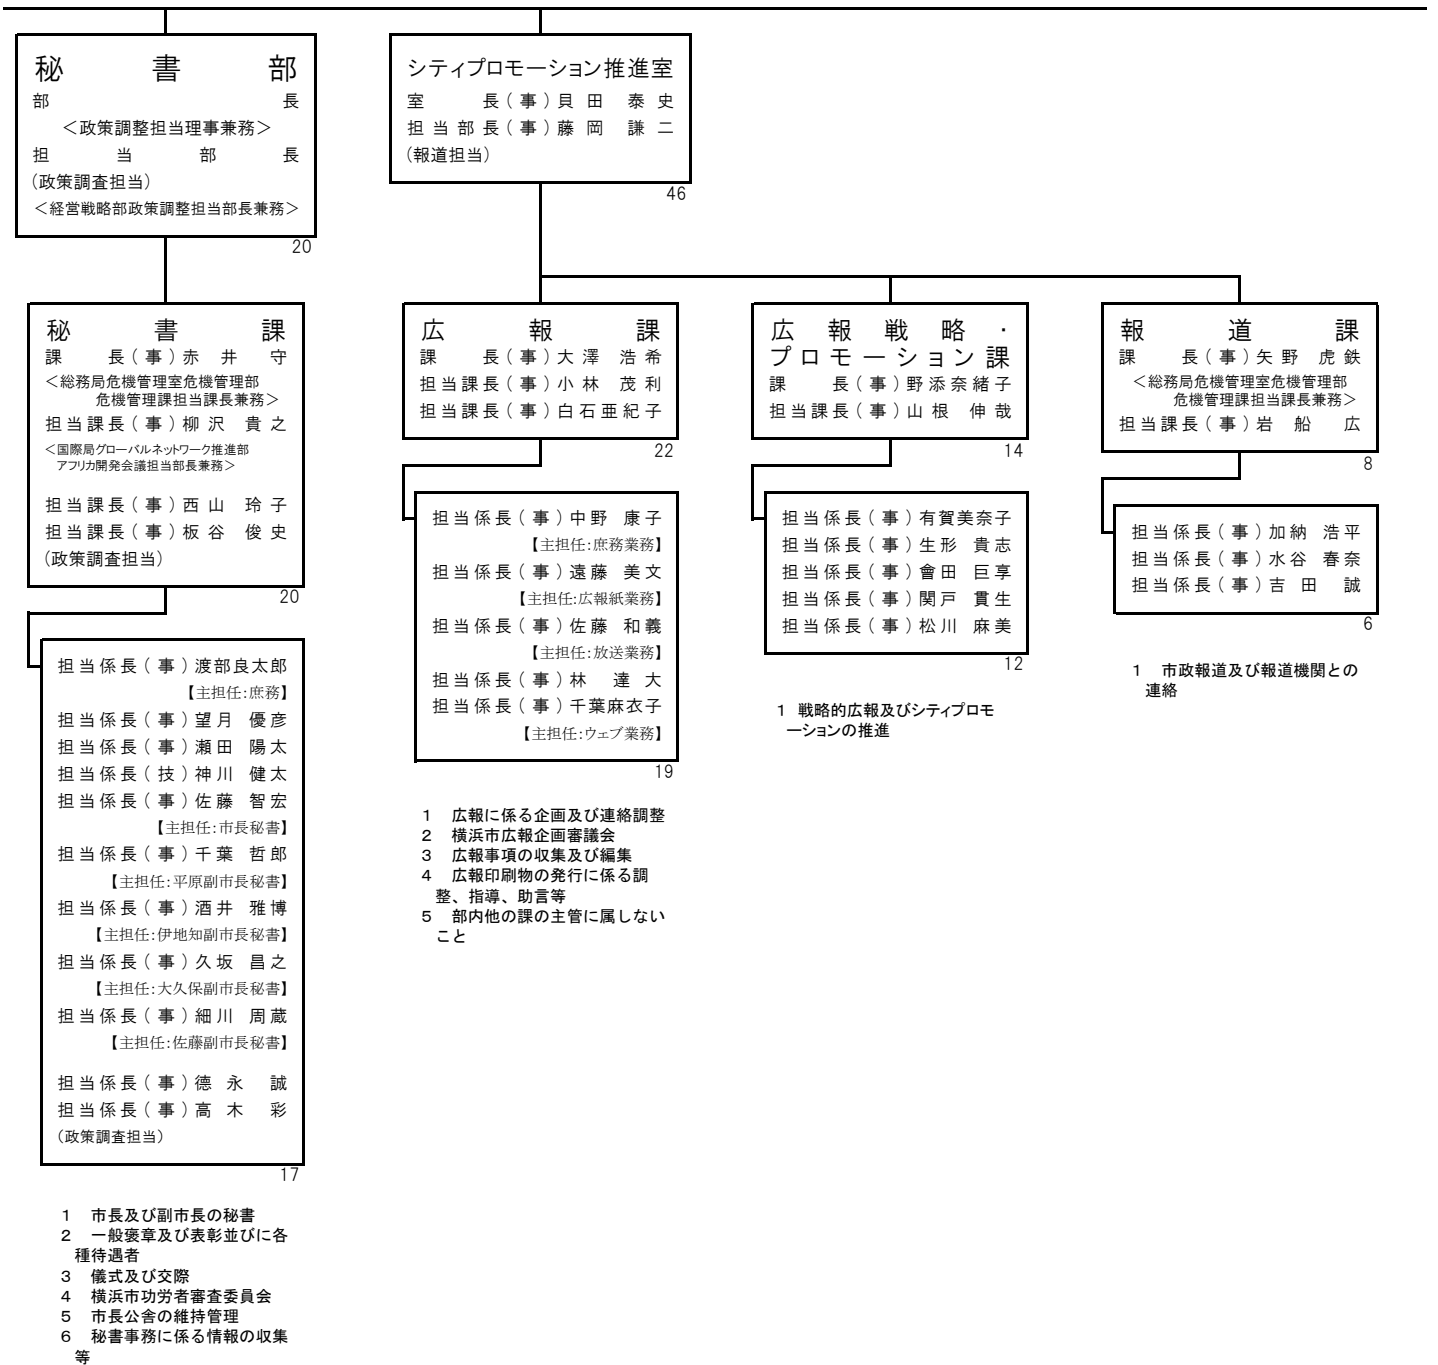 秘書部
部長
＜政策調整担当理事兼務＞
担当部長
(政策調査担当)
＜経営戦略部政策調整担当部長兼務＞
20
秘書課
課長(事)赤井守
＜総務局危機管理室危機管理部
危機管理課担当課長兼務＞
担当課長(事)柳沢貴之
＜国際局グローバルネットワーク推進部
アフリカ開発会議担当部長兼務＞
担当課長(事)西山玲子
担当課長(事)板谷俊史
(政策調査担当)
20
担当係長(事)渡部良太郎
【主担任:庶務】
担当係長(事)望月優彦
担当係長(事)瀬田陽太
担当係長(技)神川健太
担当係長(事)佐藤智宏
【主担任:市長秘書】
担当係長(事)千葉哲郎
【主担任:平原副市長秘書】
担当係長(事)酒井雅博
【主担任:伊地知副市長秘書】
担当係長(事)久坂昌之
【主担任:大久保副市長秘書】
担当係長(事)細川周蔵
【主担任:佐藤副市長秘書】
担当係長(事)德永誠
担当係長(事)高木彩
(政策調査担当)
17
1 市長及び副市長の秘書
2 一般褒章及び表彰並びに各
種待遇者
3 儀式及び交際
4 横浜市功労者審査委員会
5 市長公舎の維持管理
6 秘書事務に係る情報の収集
等
シティプロモーション推進室
室長(事)貝田泰史
担当部長(事)藤岡謙二
(報道担当)
46
広報課
課長(事)大澤浩希
担当課長(事)小林茂利
担当課長(事)白石亜紀子
22
担当係長(事)中野康子
【主担任:庶務業務】
担当係長(事)遠藤美文
【主担任:広報紙業務】
担当係長(事)佐藤和義
【主担任:放送業務】
担当係長(事)林達大
担当係長(事)千葉麻衣子
【主担任:ウェブ業務】
19
1 広報に係る企画及び連絡調整
2 横浜市広報企画審議会
3 広報事項の収集及び編集
4 広報印刷物の発行に係る調
整、指導、助言等
5 部内他の課の主管に属しない
こと
広報戦略・
プロモーション課
課長(事)野添奈緒子
担当課長(事)山根伸哉
14
担当係長(事)有賀美奈子
担当係長(事)生形貴志
担当係長(事)會田巨享
担当係長(事)関戸貫生
担当係長(事)松川麻美
12
1 戦略的広報及びシティプロモ
ーションの推進
報道課
課長(事)矢野虎鉄
＜総務局危機管理室危機管理部
危機管理課担当課長兼務＞
担当課長(事)岩船広
8
担当係長(事)加納浩平
担当係長(事)水谷春奈
担当係長(事)吉田誠
6
1 市政報道及び報道機関との
連絡